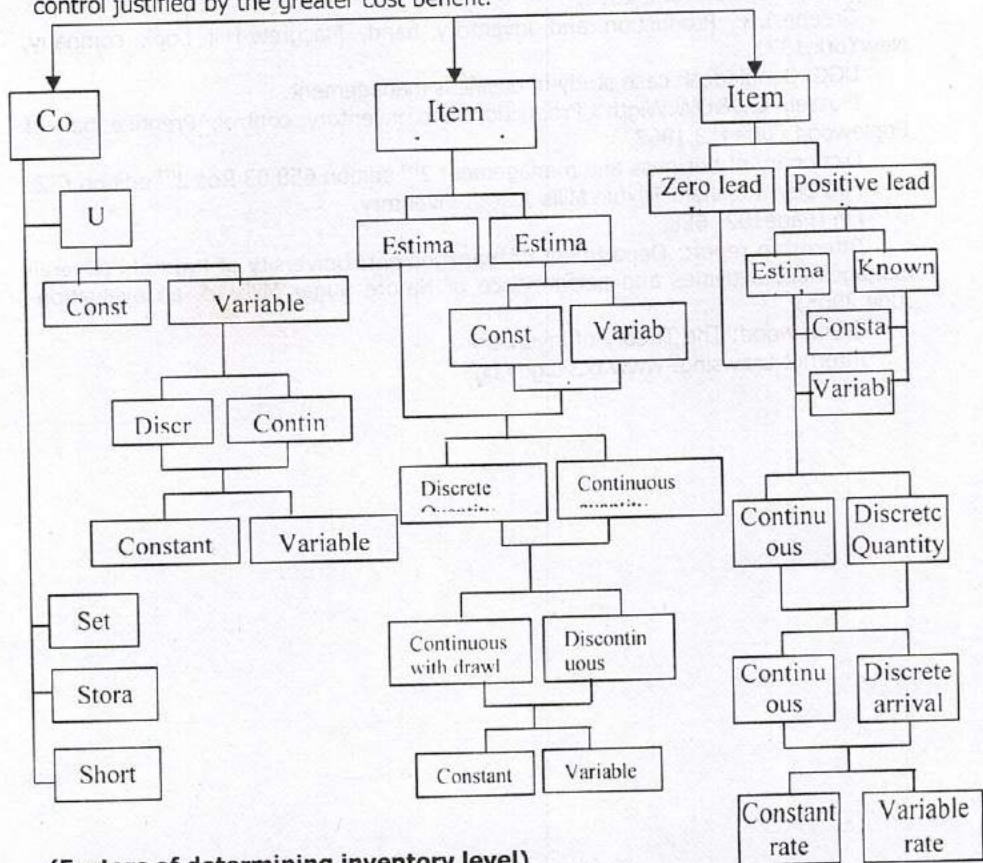 control justified by the greater cost benefit.
Co
Item
Item
U
Zero lead
Positive lead
Estima
Estima
Estima
Known
Const
Variable
Const
Variab
Consta
Variabl
Discr
Contin
Discrete
Quantity
Continuous
quantity
Continu
ous
Discrete
Quantity
Constant
Variable
Set
Continuous
with drawl
Discontin
uous
Continu
ous
Discrete
arrival
Stora
Short
Constant
Variable
Constant
rate
Variable
rate
(Factors of determining inventory level)